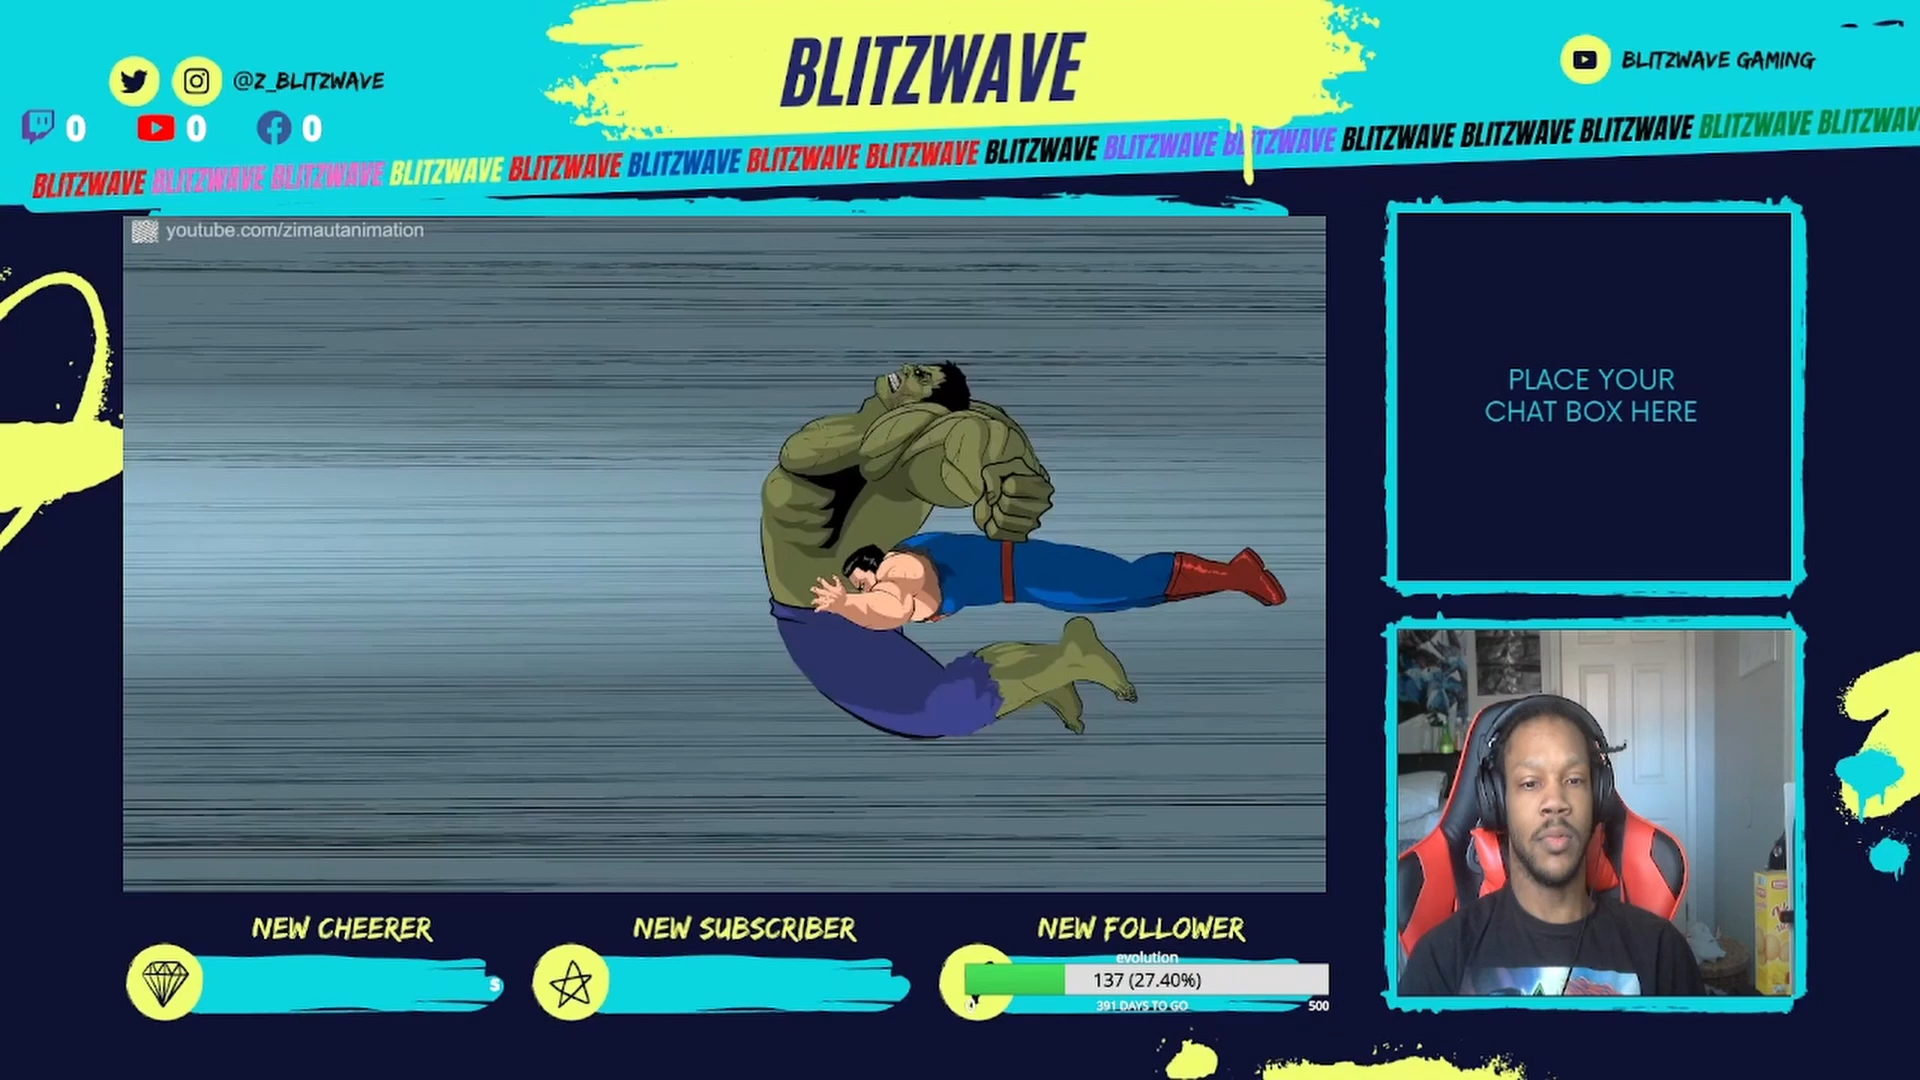 BLITZWAVE
@Z_BLITZWAVE
BLITZWAVE GAMING
0 0 0
BLITZWAVE BLITZWAVE BLITZWAVE BLITZWAVE BLITZWAVE BLITZWAVE BLITZWAVE BLITZWAVE BLITZWAVE BLITZWAVE BLITZWAVE BLITZWAVE BLITZWAVE BLITZWAVE BLITZWAVE BLITZWAV
youtube.com/zimautanimation
PLACE YOUR
CHAT BOX HERE
NEW CHEERER
NEW SUBSCRIBER
NEW FOLLOWER
evolution
137 (27.40%)
S
0
391 DAYS TO GO
500